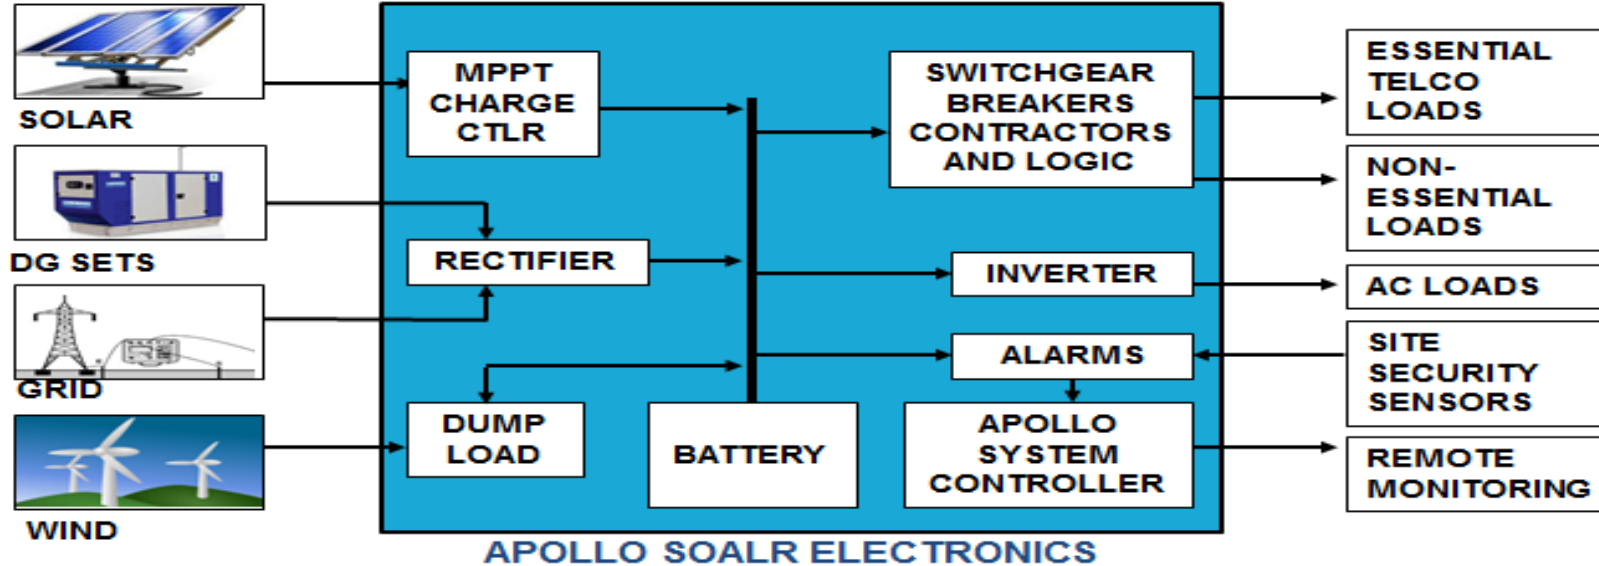 SOLAR
DG SETS
GRID
WIND
MPPT
CHARGE
CTLR
RECTIFIER
DUMP
LOAD
BATTERY
SWITCHGEAR
BREAKERS
CONTRACTORS
AND LOGIC
INVERTER
ALARMS
APOLLO
SYSTEM
CONTROLLER
ESSENTIAL
TELCO
LOADS
NON-
ESSENTIAL
LOADS
AC LOADS
SITE
SECURITY
SENSORS
REMOTE
MONITORING
APOLLO SOALR ELECTRONICS